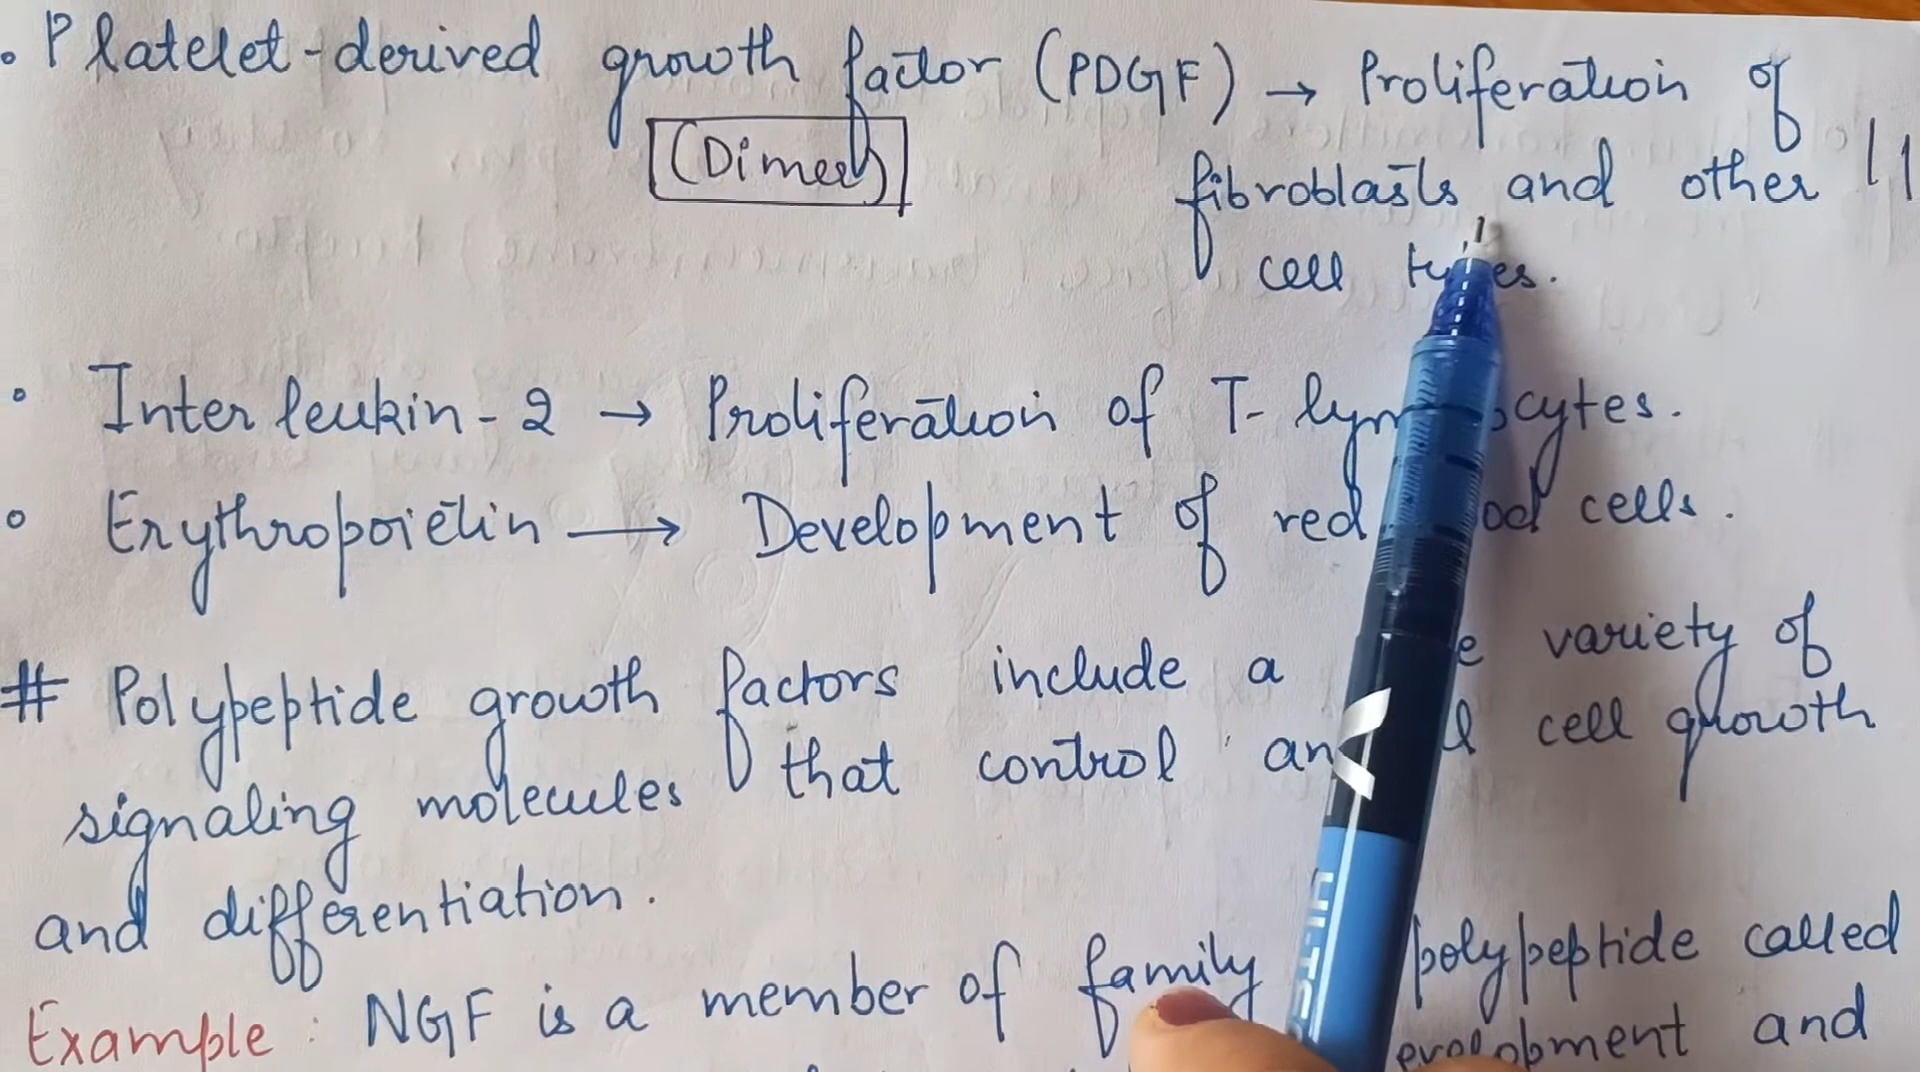 • Platelet-derived growth factor (PDGF) → Proliferation of
(Dimer)
fibroblasts and other
cell
• Interleukin-2 → Proliferation of T-
• Erythropoietin → Development of red cells.
# Polypeptide growth factors include a variety of
signaling molecules that control cell growth
and differentiation.
Example: NGF is a member of family polypeptide called
and